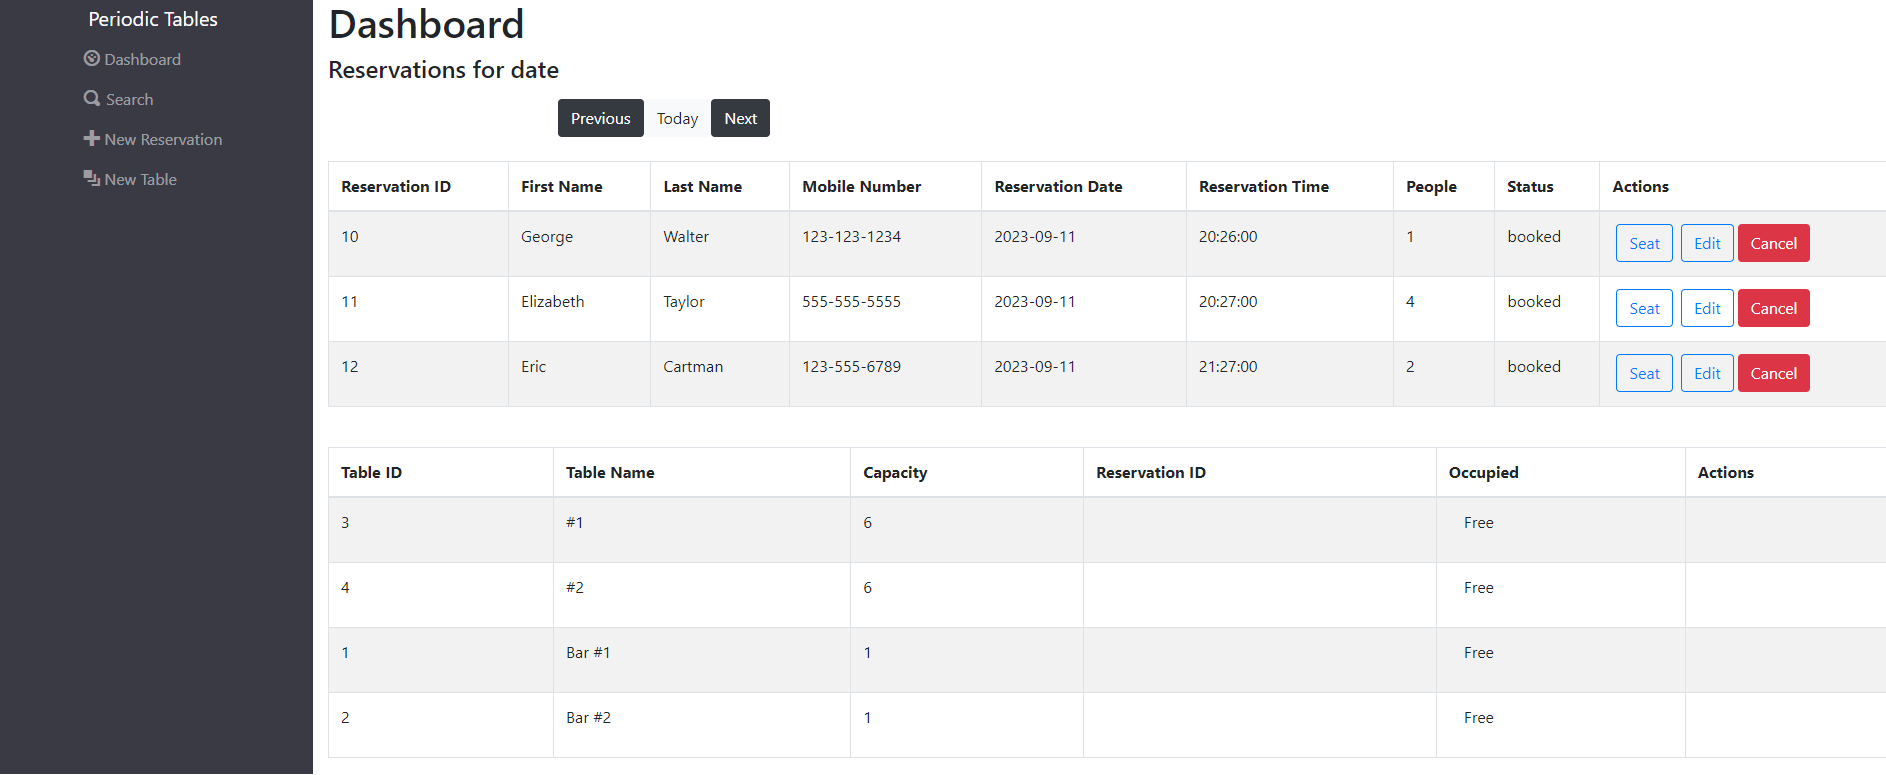 Periodic Tables
Dashboard
Search
New Reservation
New Table
Dashboard
Reservations for date
Previous Today Next
Reservation ID First Name Last Name Mobile Number Reservation Date Reservation Time People Status Actions
10 George Walter 123-123-1234 2023-09-11 20:26:00 1 booked Seat Edit Cancel
11 Elizabeth Taylor 555-555-5555 2023-09-11 20:27:00 4 booked Seat Edit Cancel
12 Eric Cartman 123-555-6789 2023-09-11 21:27:00 2 booked Seat Edit Cancel
Table ID Table Name Capacity Reservation ID Occupied Actions
3 #1 6 Free
4 #2 6 Free
1 Bar #1 1 Free
2 Bar #2 1 Free